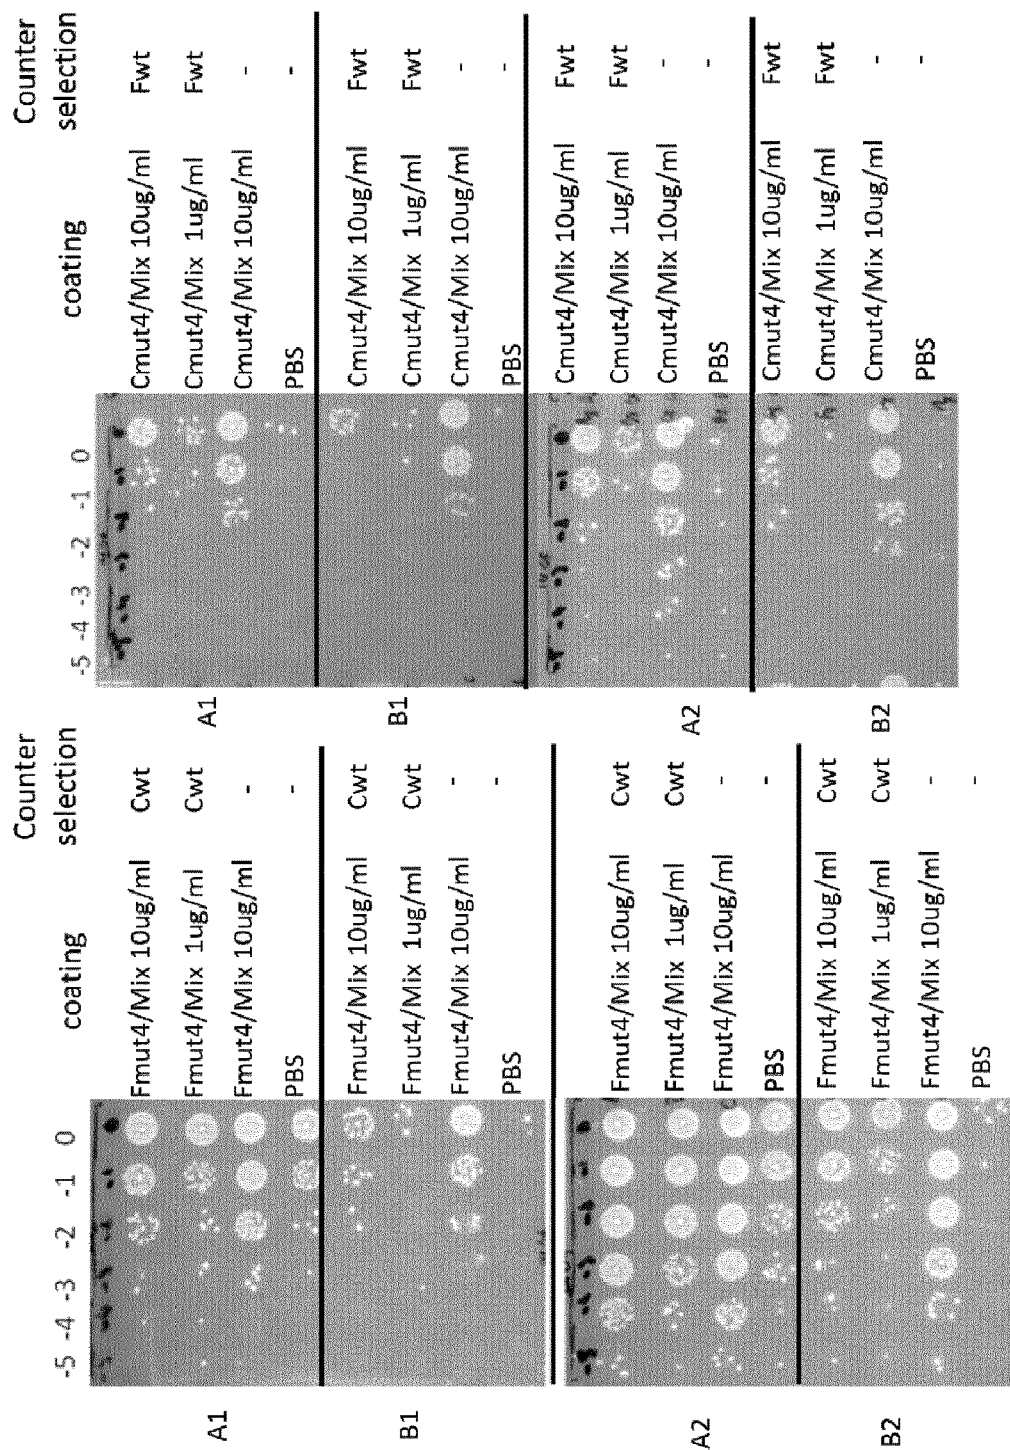 Counter
selection
coating
0 -1 -2 -3 -4 -5
A1
Cmut4/Mix 10ug/ml Fwt
Cmut4/Mix 1ug/ml Fwt
Cmut4/Mix 10ug/ml -
PBS -
B1
Cmut4/Mix 10ug/ml Fwt
Cmut4/Mix 1ug/ml Fwt
Cmut4/Mix 10ug/ml -
PBS -
A2
Cmut4/Mix 10ug/ml Fwt
Cmut4/Mix 1ug/ml Fwt
Cmut4/Mix 10ug/ml -
PBS -
B2
Cmut4/Mix 10ug/ml Fwt
Cmut4/Mix 1ug/ml Fwt
Cmut4/Mix 10ug/ml -
PBS -
Counter
selection
coating
0 -1 -2 -3 -4 -5
A1
Fmut4/Mix 10ug/ml Cwt
Fmut4/Mix 1ug/ml Cwt
Fmut4/Mix 10ug/ml -
PBS -
B1
Fmut4/Mix 10ug/ml Cwt
Fmut4/Mix 1ug/ml Cwt
Fmut4/Mix 10ug/ml -
PBS -
A2
Fmut4/Mix 10ug/ml Cwt
Fmut4/Mix 1ug/ml Cwt
Fmut4/Mix 10ug/ml -
PBS -
B2
Fmut4/Mix 10ug/ml Cwt
Fmut4/Mix 1ug/ml Cwt
Fmut4/Mix 10ug/ml -
PBS -